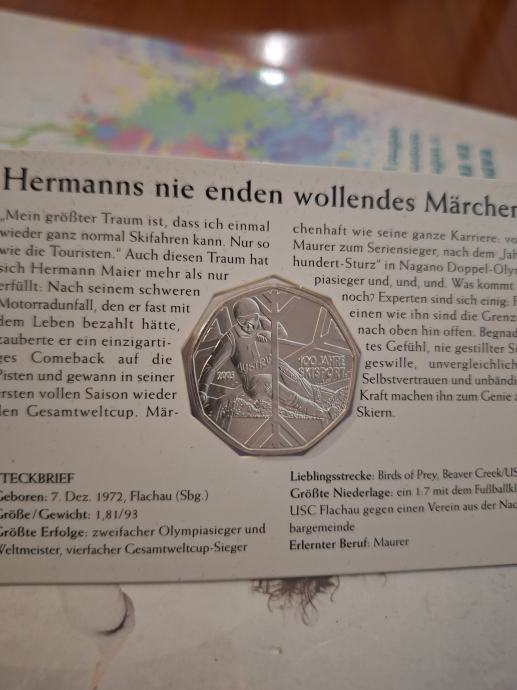 Hermanns nie enden wollendes Märchen
„Mein größter Traum ist, dass ich einmal
wieder ganz normal Skifahren kann. Nur so
wie die Touristen." Auch diesen Traum hat
sich Hermann Maier mehr als nur
erfüllt: Nach seinem schweren
Motorradunfall, den er fast mit
dem Leben bezahlt hätte,
zauberte er ein einzigarti-
ges Comeback auf die
Pisten und gewann in seiner
ersten vollen Saison wieder
den Gesamtweltcup. Mär-
chenhaft wie seine ganze Karriere: vo
Maurer zum Seriensieger, nach dem „Jah
hundert-Sturz" in Nagano Doppel-Olym
piasieger und, und, und. Was kommt
noch? Experten sind sich einig: F
einen wie ihn sind die Grenze
nach oben hin offen. Begnad
tes Gefühl, nie gestillter Si
geswille, unvergleichlich
Selbstvertrauen und unbändi
Kraft machen ihn zum Genie a
Skiern.
AUSTRIA
2005
100 JAHRE
SKISPORT
STECKBRIEF
Geboren: 7. Dez. 1972, Flachau (Sbg.)
Größe/Gewicht: 1,81/93
Größte Erfolge: zweifacher Olympiasieger und
Weltmeister, vierfacher Gesamtweltcup-Sieger
Lieblingsstrecke: Birds of Prey, Beaver Creek/US
Größte Niederlage: ein 1:7 mit dem Fußballkl
USC Flachau gegen einen Verein aus der Nac
bargemeinde
Erlernter Beruf: Maurer